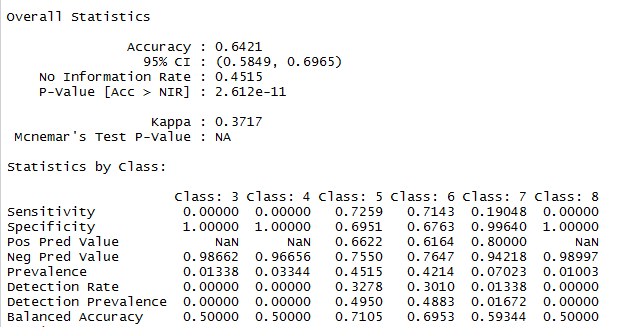 Overall Statistics
Accuracy : 0.6421
95% CI : (0.5849, 0.6965)
No Information Rate : 0.4515
P-Value [Acc > NIR] : 2.612e-11
Kappa : 0.3717
Mcnemar's Test P-Value : NA
Statistics by Class:
Class: 3 Class: 4 Class: 5 Class: 6 Class: 7 Class: 8
Sensitivity 0.00000 0.00000 0.7259 0.7143 0.19048 0.00000
Specificity 1.00000 1.00000 0.6951 0.6763 0.99640 1.00000
Pos Pred Value NaN NaN 0.6622 0.6164 0.80000 NaN
Neg Pred Value 0.98662 0.96656 0.7550 0.7647 0.94218 0.98997
Prevalence 0.01338 0.03344 0.4515 0.4214 0.07023 0.01003
Detection Rate 0.00000 0.00000 0.3278 0.3010 0.01338 0.00000
Detection Prevalence 0.00000 0.00000 0.4950 0.4883 0.01672 0.00000
Balanced Accuracy 0.50000 0.50000 0.7105 0.6953 0.59344 0.50000